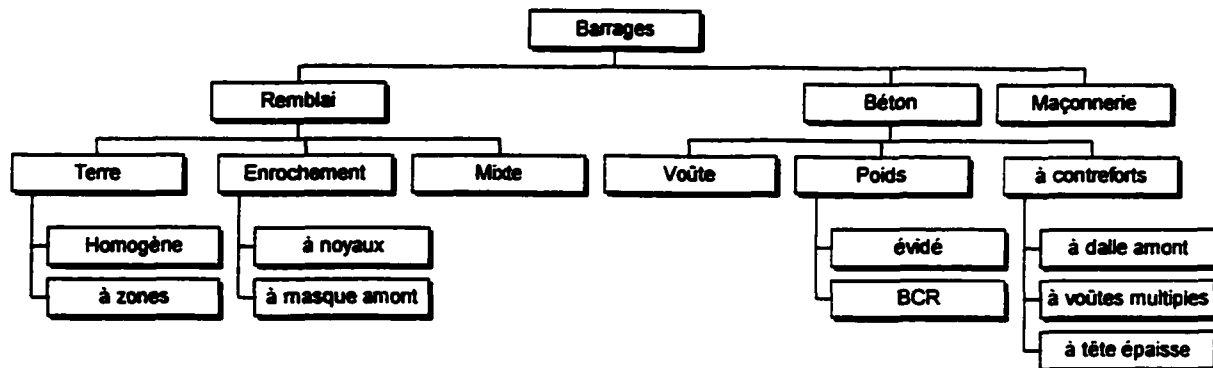 Barrages
Remblai
Béton
Maçonnerie
Terre
Enrochement
Mixte
Voûte
Poids
à contreforts
Homogène
à noyaux
évidé
à dalle amont
à zones
à masque amont
BCR
à voûtes multiples
à tête épaisse